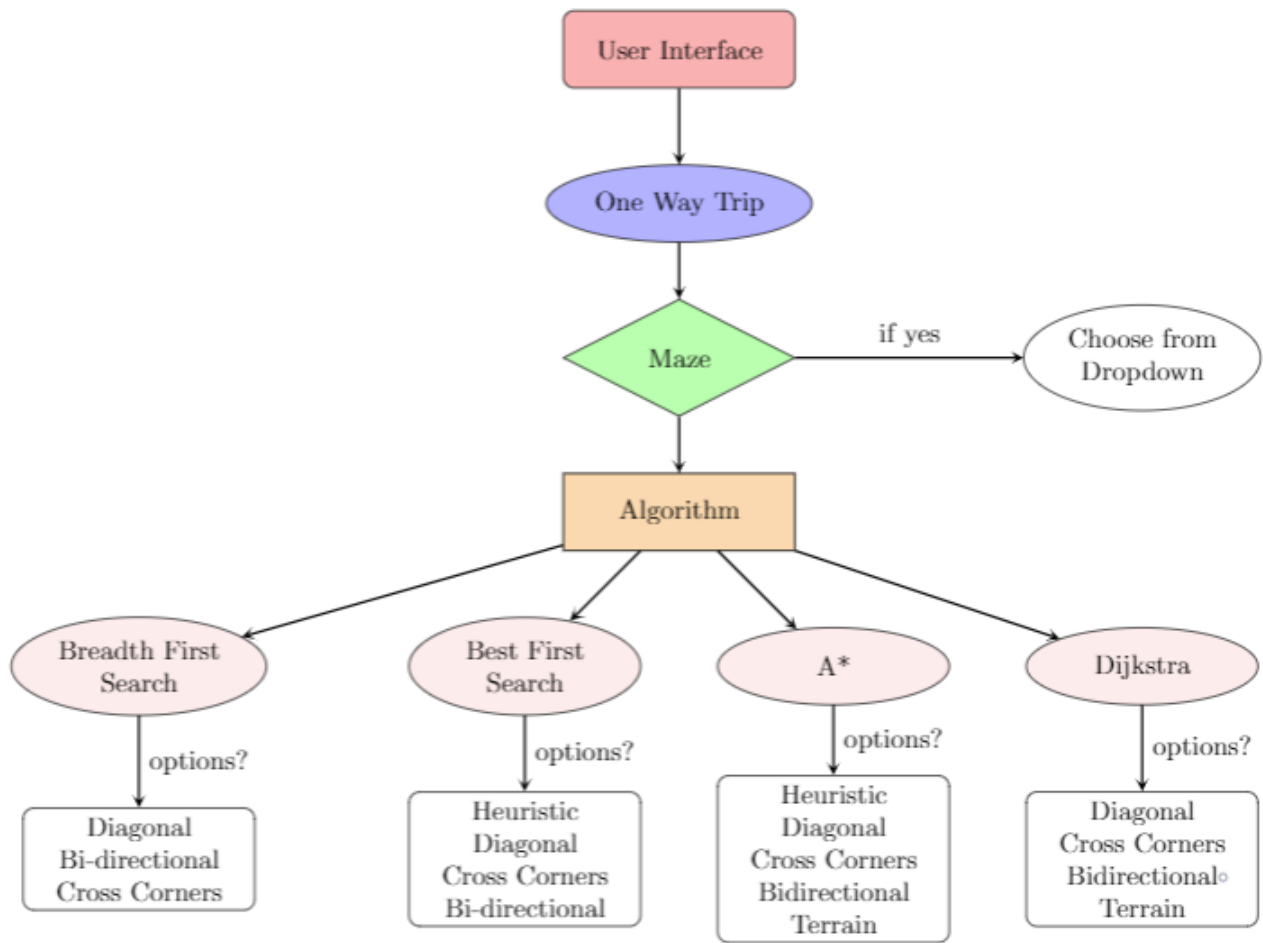 User Interface
One Way Trip
Maze
if yes
Choose from
Dropdown
Algorithm
Breadth First
Search
Best First
Search
A*
Dijkstra
options?
options?
options?
options?
Diagonal
Bi-directional
Cross Corners
Heuristic
Diagonal
Cross Corners
Bi-directional
Heuristic
Diagonal
Cross Corners
Bidirectional
Terrain
Diagonal
Cross Corners
Bidirectional
Terrain